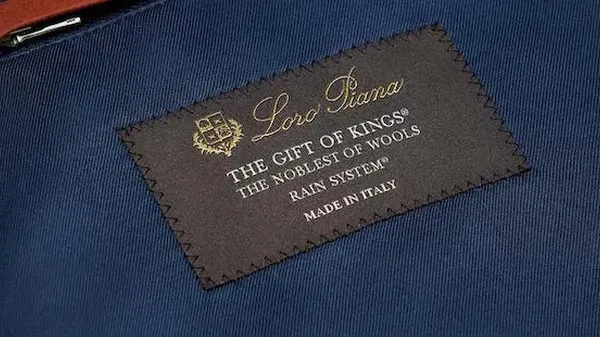 Loro Piana
THE GIFT OF KINGS®
THE NOBLEST OF WOOLS
RAIN SYSTEM®
MADE IN ITALY